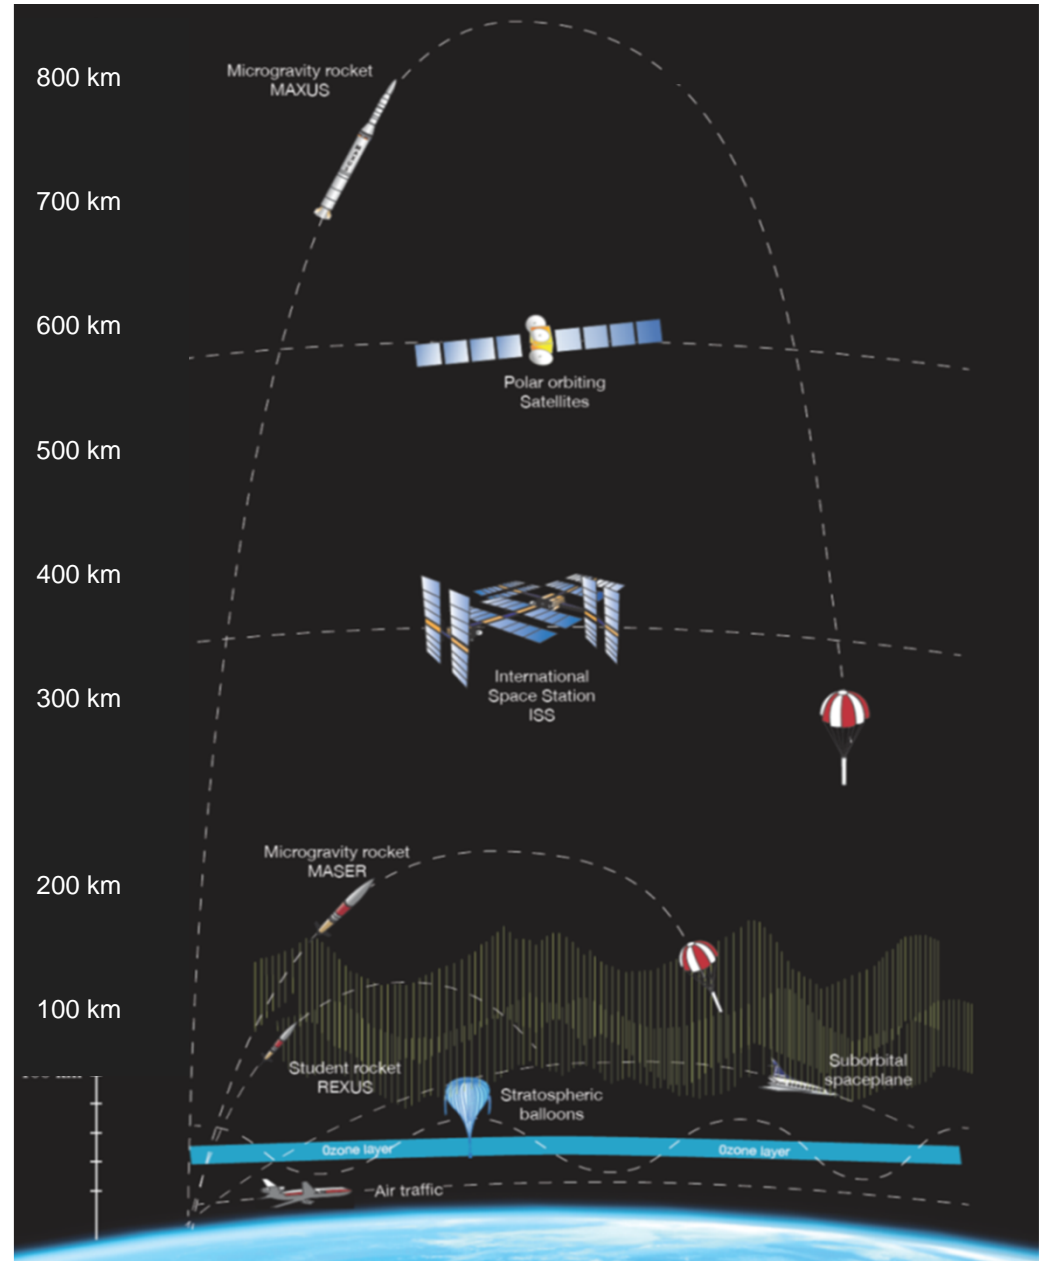 800 km
Microgravity rocket
MAXUS
700 km
600 km
Polar orbiting
Satellites
500 km
400 km
International
Space Station
ISS
300 km
Microgravity rocket
MASER
200 km
100 km
Student rocket
REXUS
Suborbital
spaceplane
Stratospheric
balloons
0zone layer
0zone layer
Air traffic